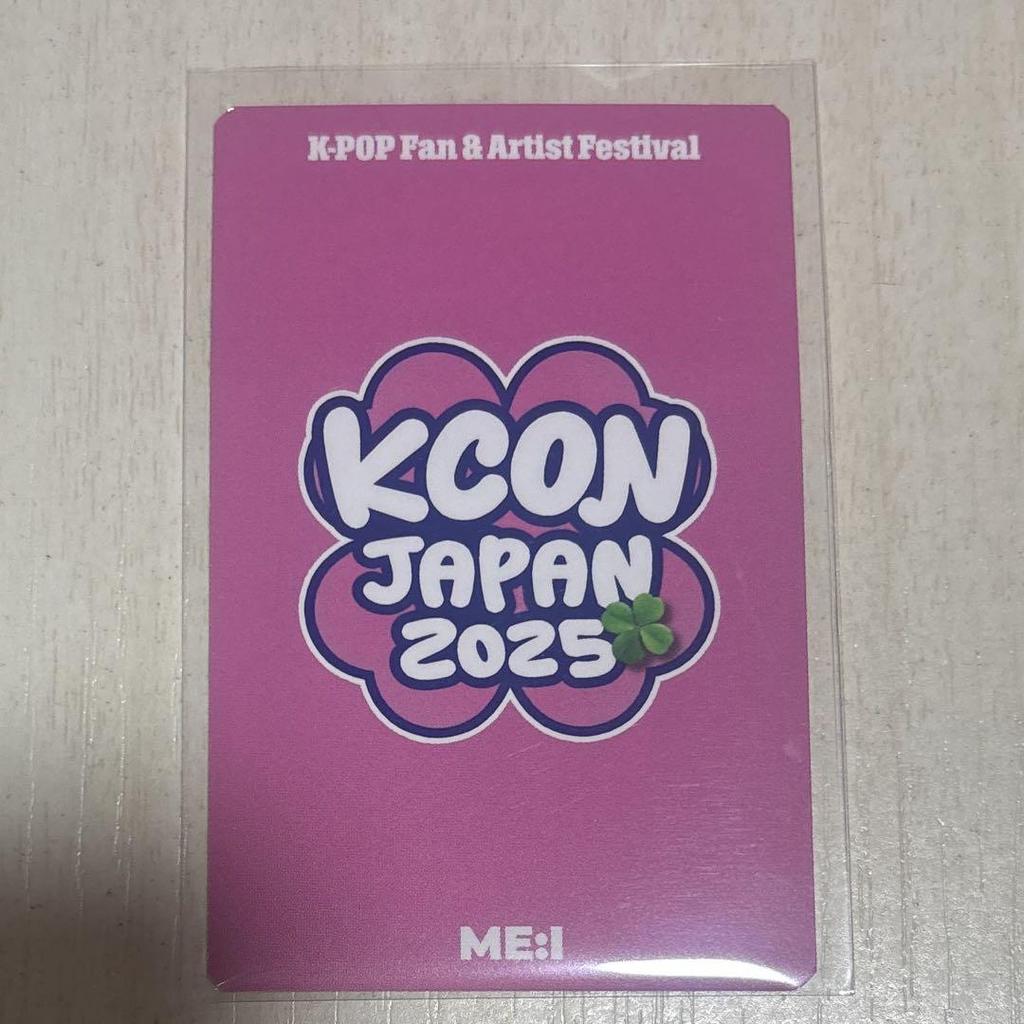 K-POP Fan & Artist Festival
KCON
JAPAN
2025
ME:I